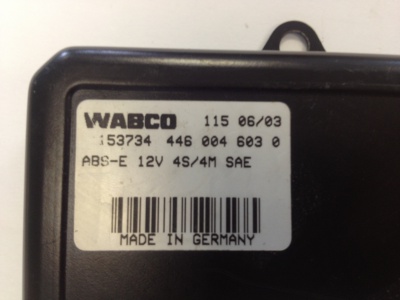 WABCO 115 06/03
153734 446 004 603 0
ABS-E 12V 4S/4M SAE
MADE IN GERMANY